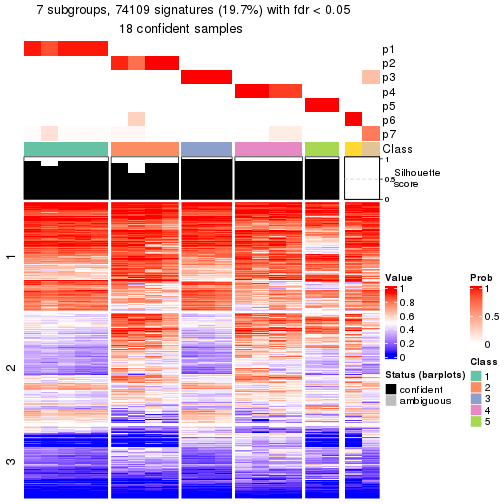 7 subgroups, 74109 signatures (19.7%) with fdr < 0.05
18 confident samples
p1
p2
p3
p4
p5
p6
p7
Class
1
0.5
0
Silhouette
score
1
2
3
Value
1
0.8
0.6
0.4
0.2
0
Prob
1
0.5
0
Status (barplots)
confident
ambiguous
Class
1
2
3
4
5